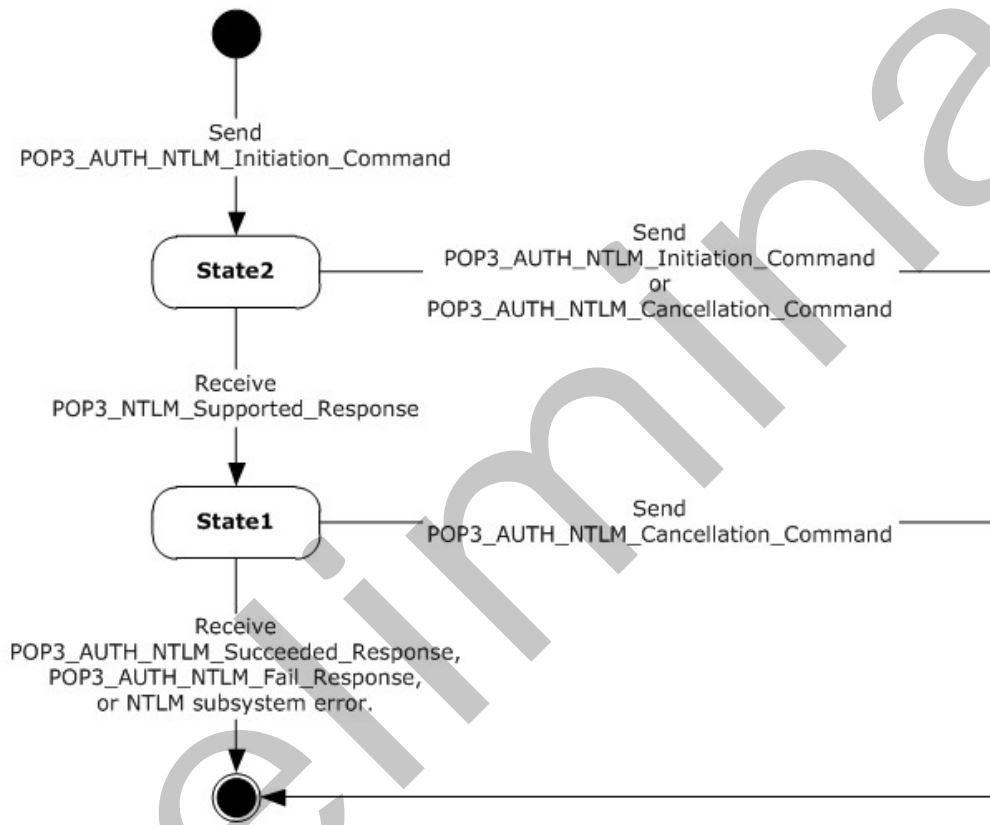 Send
POP3_AUTH_NTLM_Initiation_Command
State2
Send
POP3_AUTH_NTLM_Initiation_Command
or
POP3_AUTH_NTLM_Cancellation_Command
Receive
POP3_NTLM_Supported_Response
State1
Send
POP3_AUTH_NTLM_Cancellation_Command
Receive
POP3_AUTH_NTLM_Succeeded_Response,
POP3_AUTH_NTLM_Fail_Response,
or NTLM subsystem error.
elimina